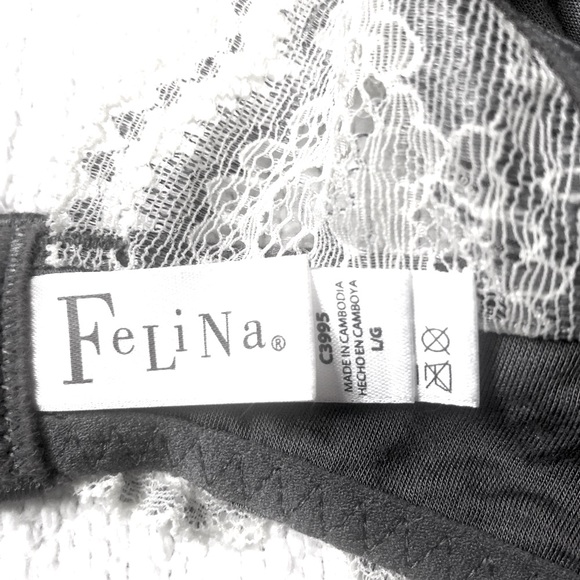 FeLiNa®
C3995
MADE IN CAMBODIA
HECHO EN CAMBOYA
L/G